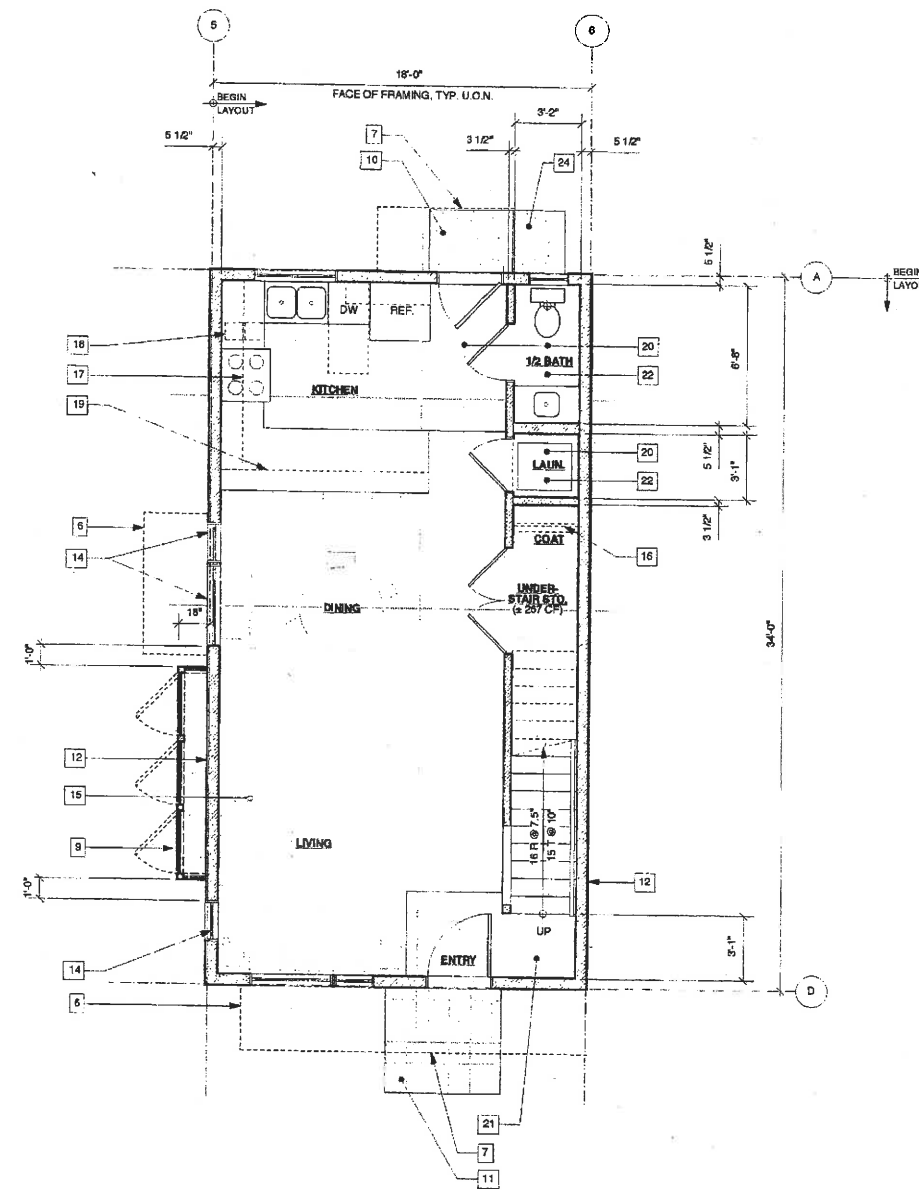 5
6
18'-0"
FACE OF FRAMING, TYP. U.O.N.
BEGIN
LAYOUT
3'-2"
5 1/2"
3 1/2"
5 1/2"
7
10
24
5 1/2"
A
BEGIN
LAYO
DW
REF.
18
20
1/2 BATH
6'-8"
17
22
KITCHEN
19
20
LAUN.
5 1/2"
3'-1"
22
6
3 1/2"
14
COAT
16
UNDER-
STAIR STO.
(± 257 CF)
DINING
18"
34'-0"
1'-0"
12
15
16 R @ 7.5"
15 T @ 10"
LIVING
9
12
1'-0"
UP
3'-1"
ENTRY
14
D
6
21
7
11